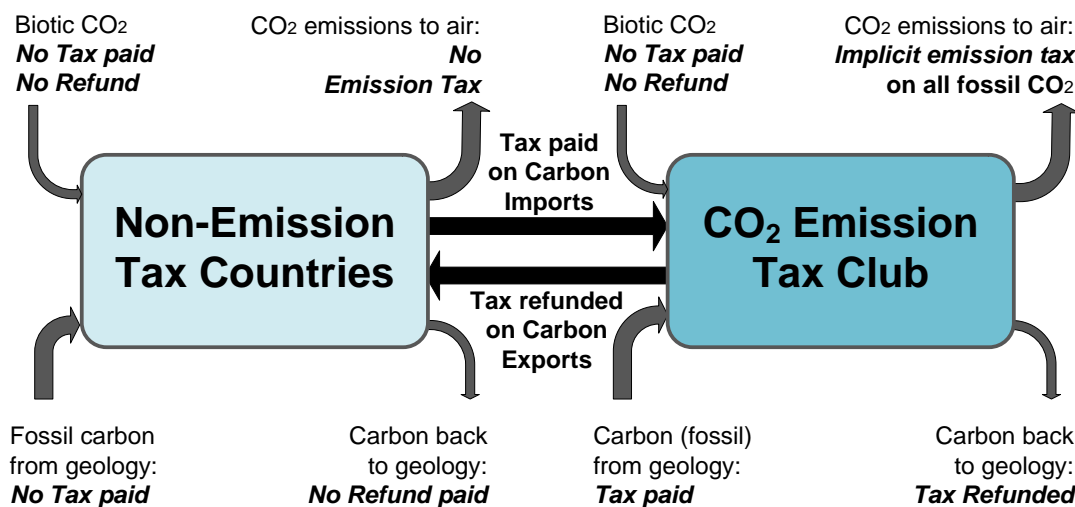 Biotic CO2
No Tax paid
No Refund
CO2 emissions to air:
No
Emission Tax
Biotic CO2
No Tax paid
No Refund
CO2 emissions to air:
Implicit emission tax
on all fossil CO2
Tax paid
on Carbon
Imports
Non-Emission
Tax Countries
CO2 Emission
Tax Club
Tax refunded
on Carbon
Exports
Fossil carbon
from geology:
No Tax paid
Carbon back
to geology:
No Refund paid
Carbon (fossil)
from geology:
Tax paid
Carbon back
to geology:
Tax Refunded